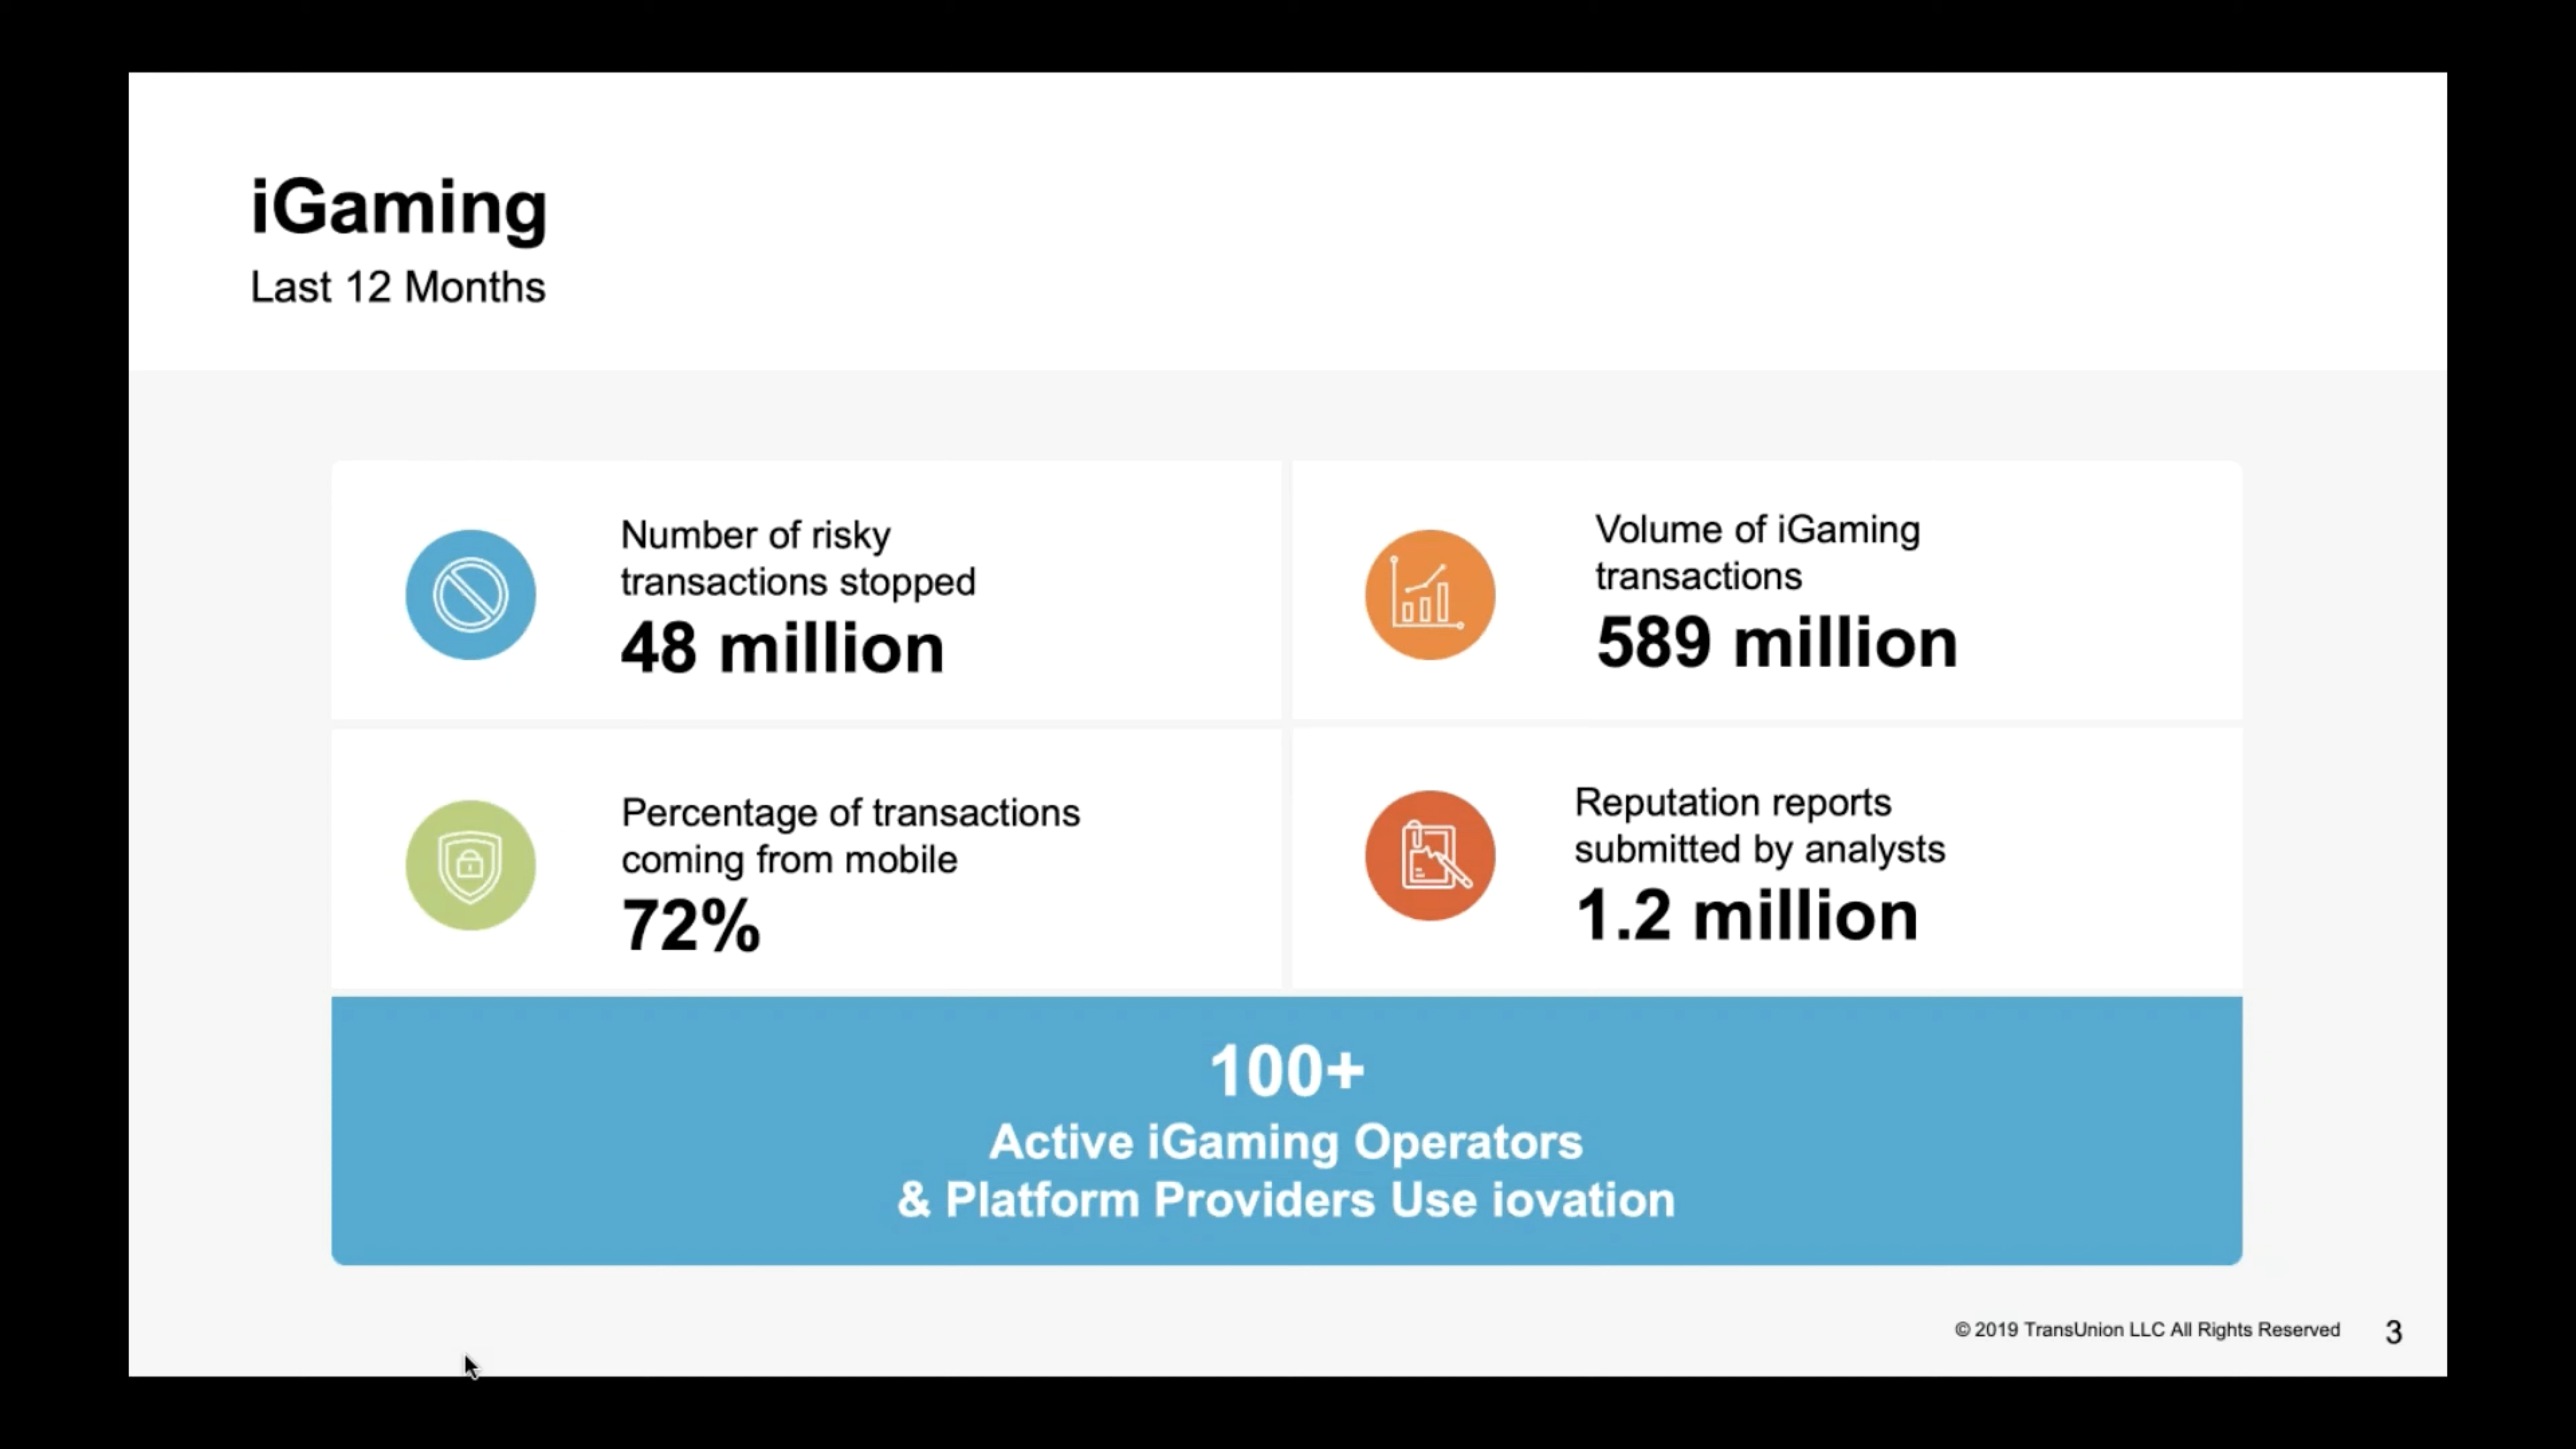 iGaming
Last 12 Months
Number of risky
transactions stopped
48 million
Volume of iGaming
transactions
589 million
Percentage of transactions
coming from mobile
72%
Reputation reports
submitted by analysts
1.2 million
100+
Active iGaming Operators
& Platform Providers Use iovation
© 2019 TransUnion LLC All Rights Reserved
3